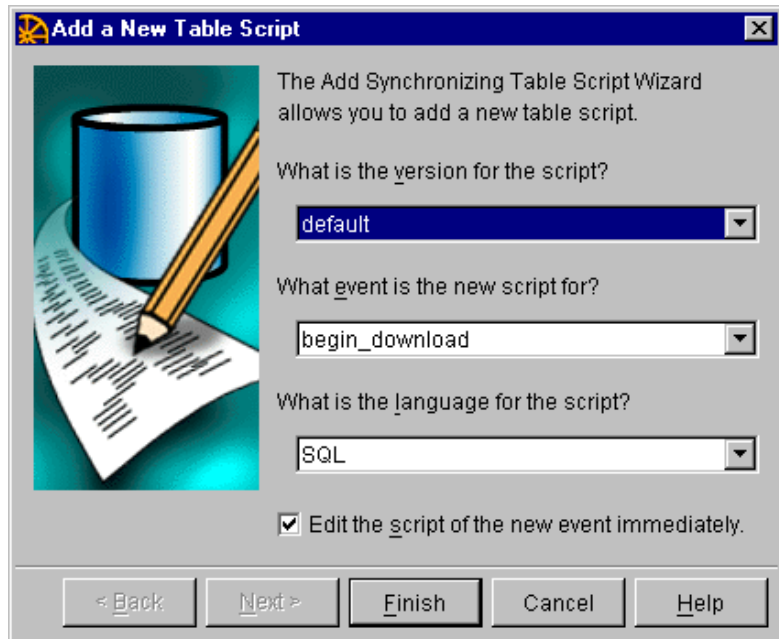 Add a New Table Script
The Add Synchronizing Table Script Wizard
allows you to add a new table script.
What is the version for the script?
default
What event is the new script for?
begin_download
What is the language for the script?
SQL
Edit the script of the new event immediately.
< Back Next > Finish Cancel Help